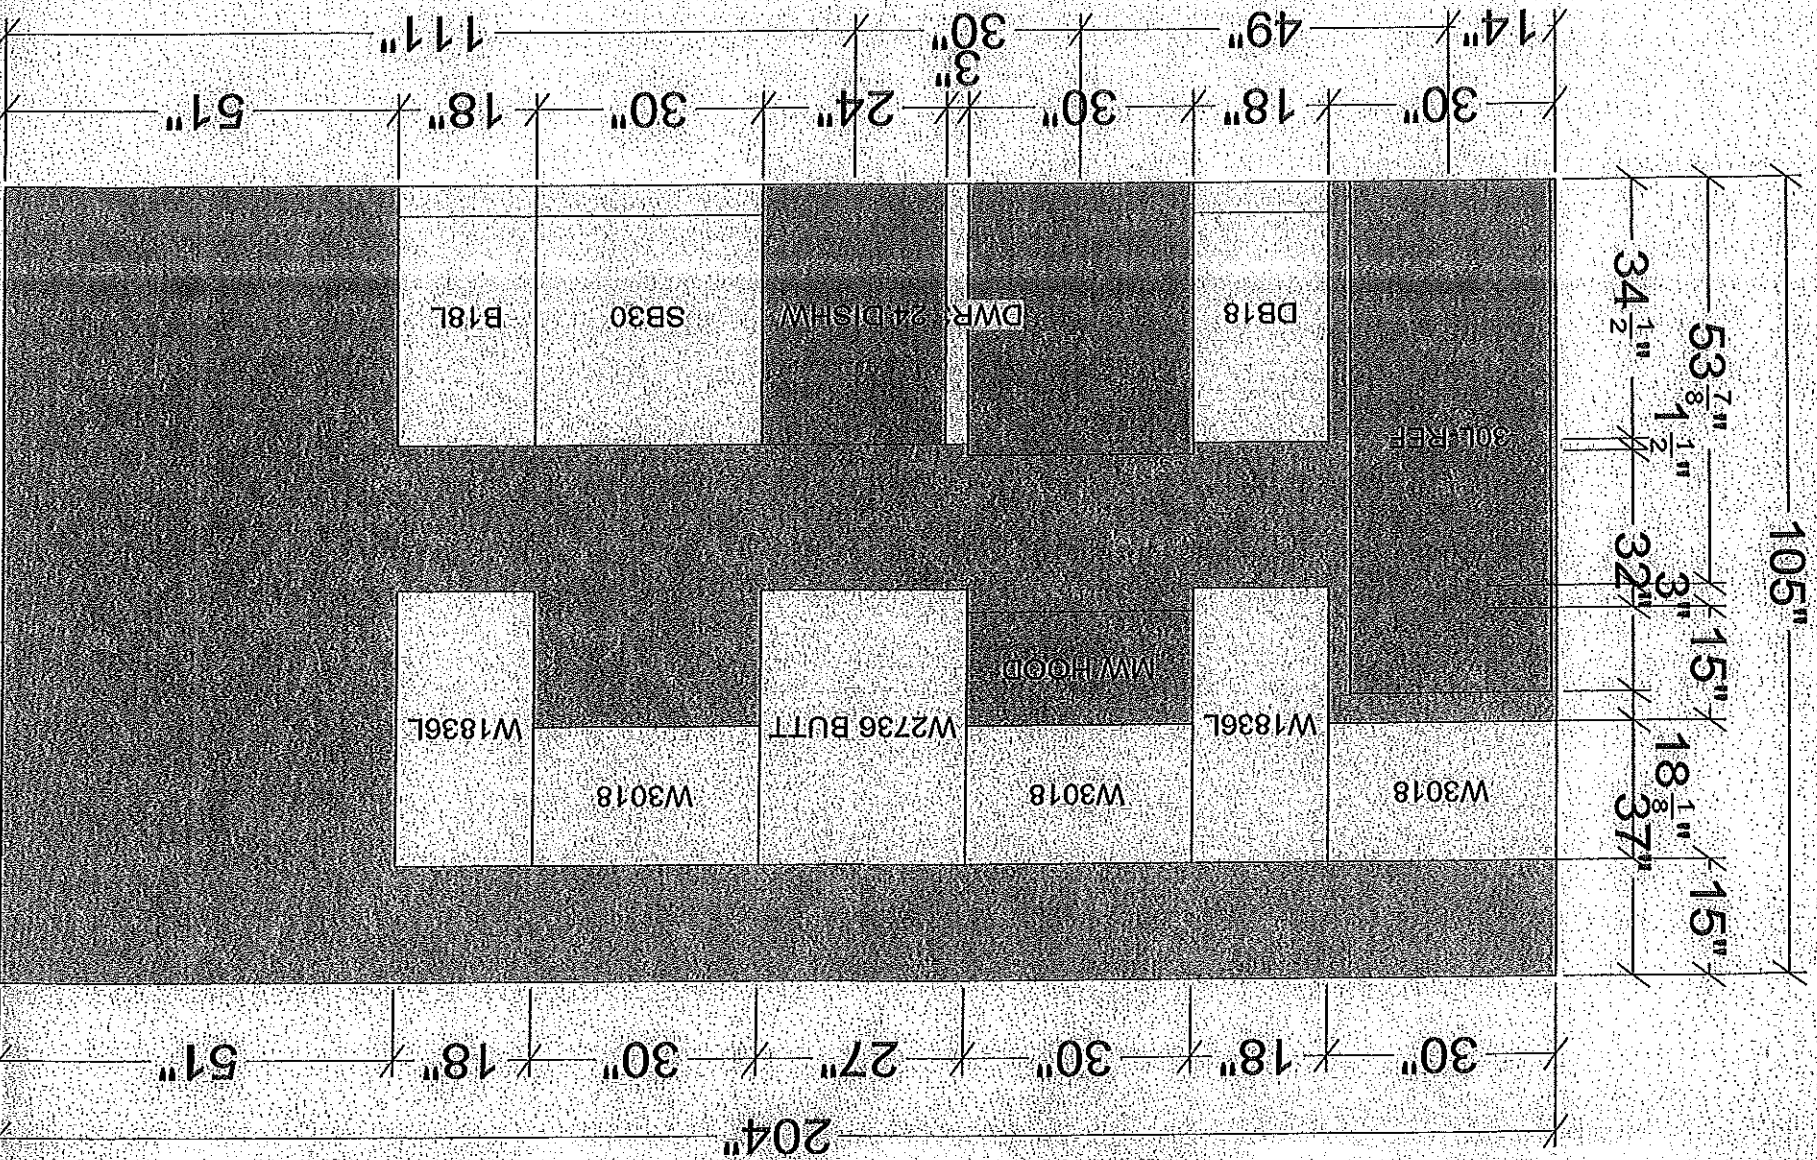 204"
30" 18" 30" 27" 30" 18" 51"
15"
37"
18 1/8"
15"
3"
32"
105"
1 1/2"
53 7/8"
34 1/2"
W3018 W3018 W3018
W1836L W2736 BUTT W1836L
MW HOOD
30L-REF
DB18 DWR 24 DISHW SB30 B18L
30" 18" 30" 3" 24" 30" 18" 51"
14" 49" 30" 111"